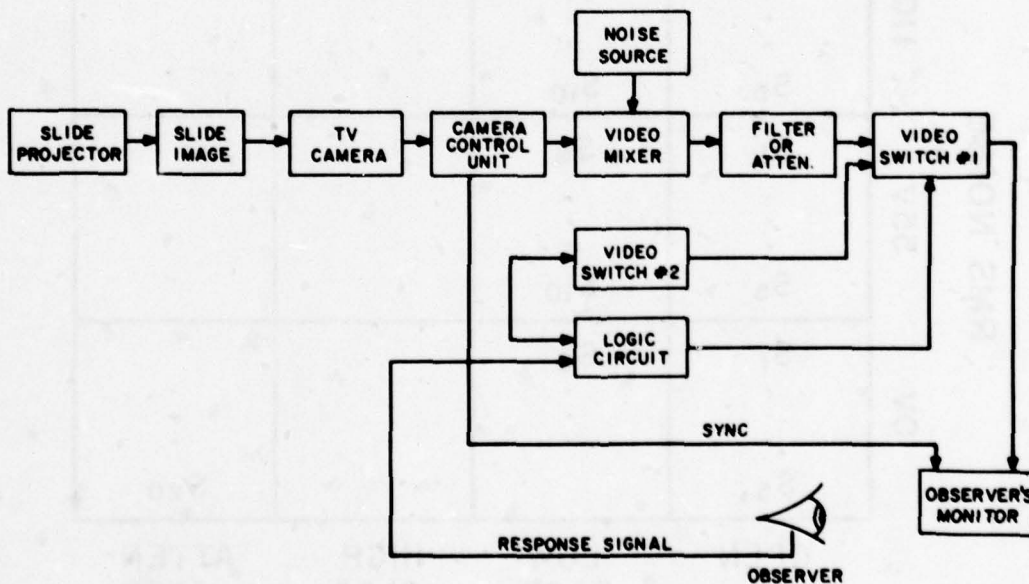 NOISE
SOURCE
SLIDE
PROJECTOR
SLIDE
IMAGE
TV
CAMERA
CAMERA
CONTROL
UNIT
VIDEO
MIXER
FILTER
OR
ATTEN.
VIDEO
SWITCH #1
VIDEO
SWITCH #2
LOGIC
CIRCUIT
SYNC
OBSERVER'S
MONITOR
RESPONSE SIGNAL
OBSERVER